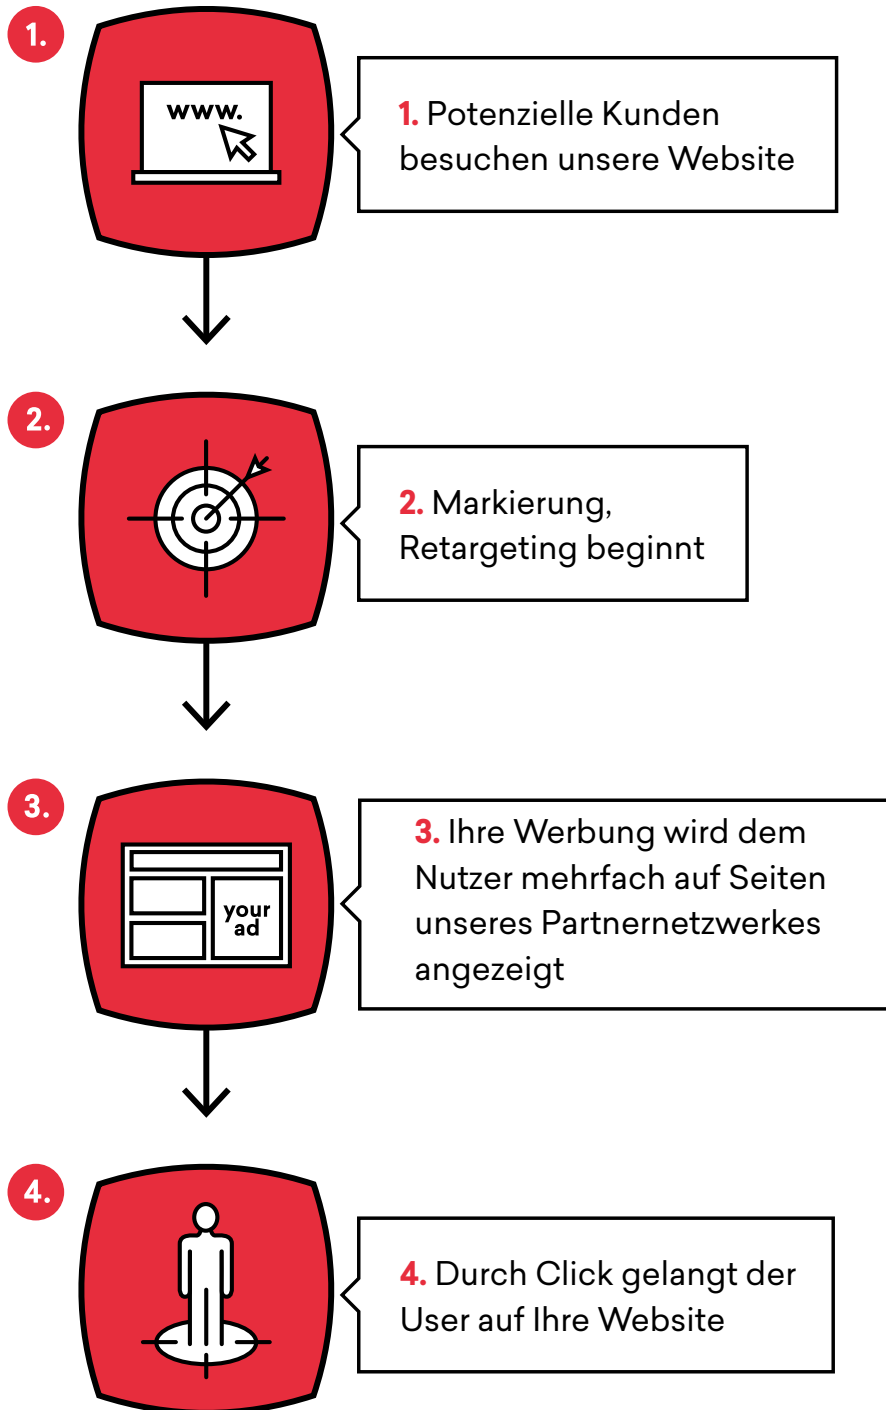 1.
www.
1. Potenzielle Kunden
besuchen unsere Website
2.
2. Markierung,
Retargeting beginnt
3.
your
ad
3. Ihre Werbung wird dem
Nutzer mehrfach auf Seiten
unseres Partnernetzwerkes
angezeigt
4.
4. Durch Click gelangt der
User auf Ihre Website